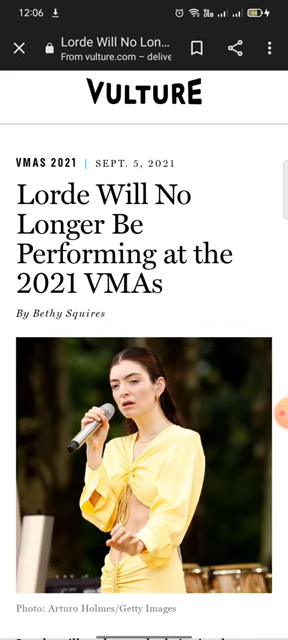 12:06
Lorde Will No Lon...
From vulture.com – delive
VULTURE
VMAS 2021 | SEPT. 5, 2021
Lorde Will No
Longer Be
Performing at the
2021 VMAs
By Bethy Squires
Photo: Arturo Holmes/Getty Images